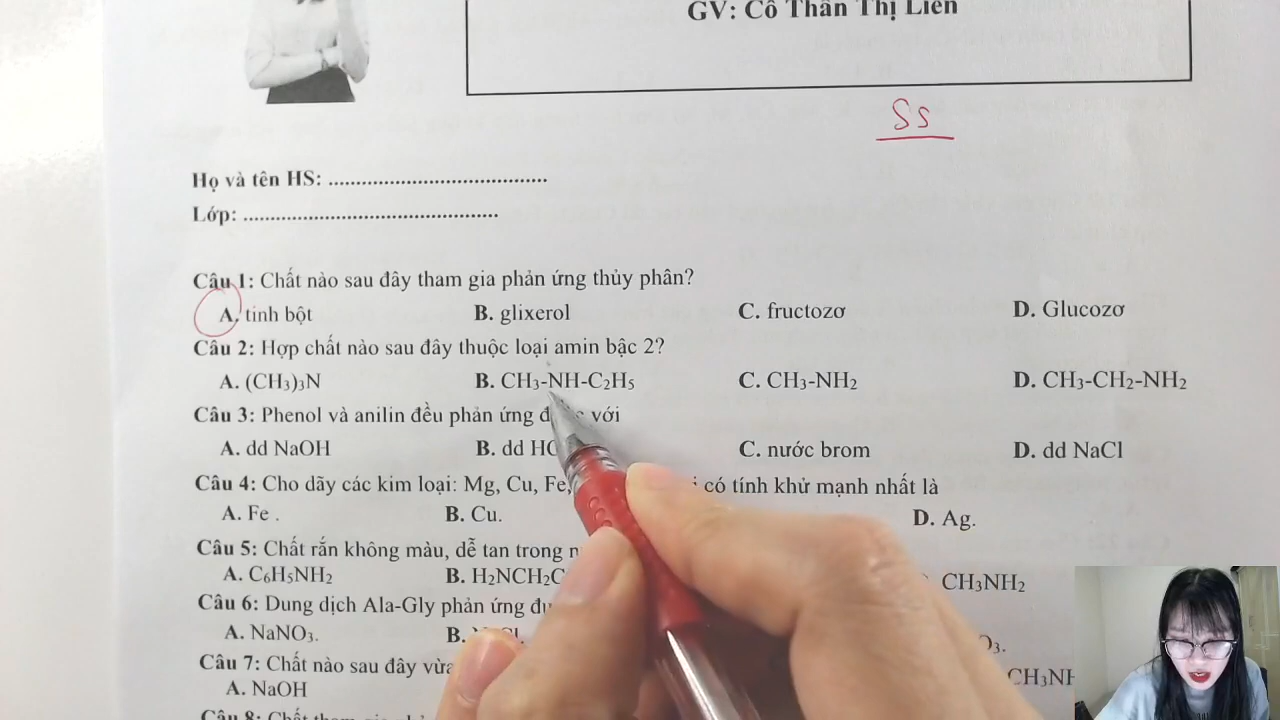 GV: Cô Thân Thị Liên
Ss
Họ và tên HS: ......................................
Lớp: ............................................
Câu 1: Chất nào sau đây tham gia phản ứng thủy phân?
A. tinh bột B. glixerol C. fructozơ D. Glucozơ
Câu 2: Hợp chất nào sau đây thuộc loại amin bậc 2?
A. (CH₃)₃N B. CH₃-NH-C₂H₅ C. CH₃-NH₂ D. CH₃-CH₂-NH₂
Câu 3: Phenol và anilin đều phản ứng với
A. dd NaOH B. dd C. nước brom D. dd NaCl
Câu 4: Cho dãy các kim loại: Mg, Cu, Fe, có tính khử mạnh nhất là
A. Fe . B. Cu. D. Ag.
Câu 5: Chất rắn không màu, dễ tan trong
A. C₆H₅NH₂ B. CH₃NH₂
Câu 6: Dung dịch Ala-Gly phản ứng
A. NaNO₃. B.
Câu 7: Chất nào sau đây vừa
A. NaOH
Câu 8: Chất